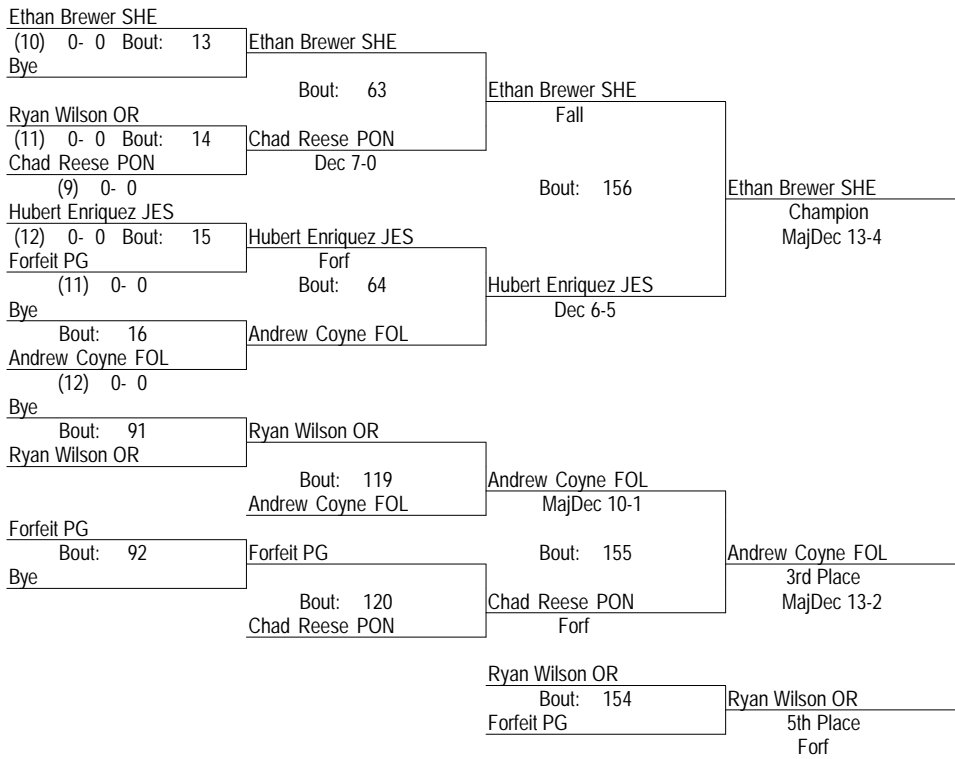 Ethan Brewer SHE
(10) 0- 0 Bout: 13 Ethan Brewer SHE
Bye
Bout: 63 Ethan Brewer SHE
Ryan Wilson OR Fall
(11) 0- 0 Bout: 14 Chad Reese PON
Chad Reese PON Dec 7-0
(9) 0- 0 Bout: 156 Ethan Brewer SHE
Hubert Enriquez JES Champion
(12) 0- 0 Bout: 15 Hubert Enriquez JES MajDec 13-4
Forfeit PG Forf
(11) 0- 0 Bout: 64 Hubert Enriquez JES
Bye Dec 6-5
Bout: 16 Andrew Coyne FOL
Andrew Coyne FOL
(12) 0- 0
Bye
Bout: 91 Ryan Wilson OR
Ryan Wilson OR
Bout: 119 Andrew Coyne FOL
Andrew Coyne FOL MajDec 10-1
Forfeit PG
Bout: 92 Forfeit PG Bout: 155 Andrew Coyne FOL
Bye 3rd Place
Bout: 120 Chad Reese PON MajDec 13-2
Chad Reese PON Forf
Ryan Wilson OR
Bout: 154 Ryan Wilson OR
Forfeit PG 5th Place
Forf